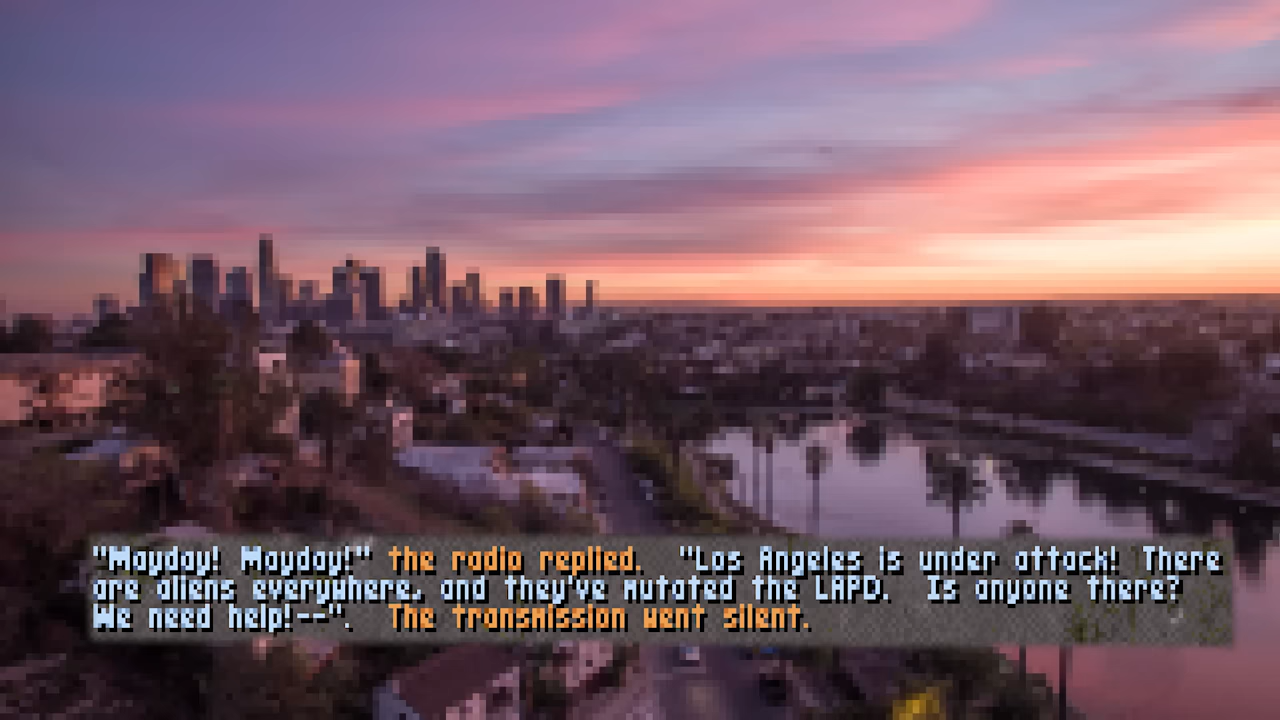 "Mayday! Mayday!" the radio replied.  "Los Angeles is under attack! There
are aliens everywhere, and they've mutated the LAPD.  Is anyone there?
We need help!--".  The transmission went silent.